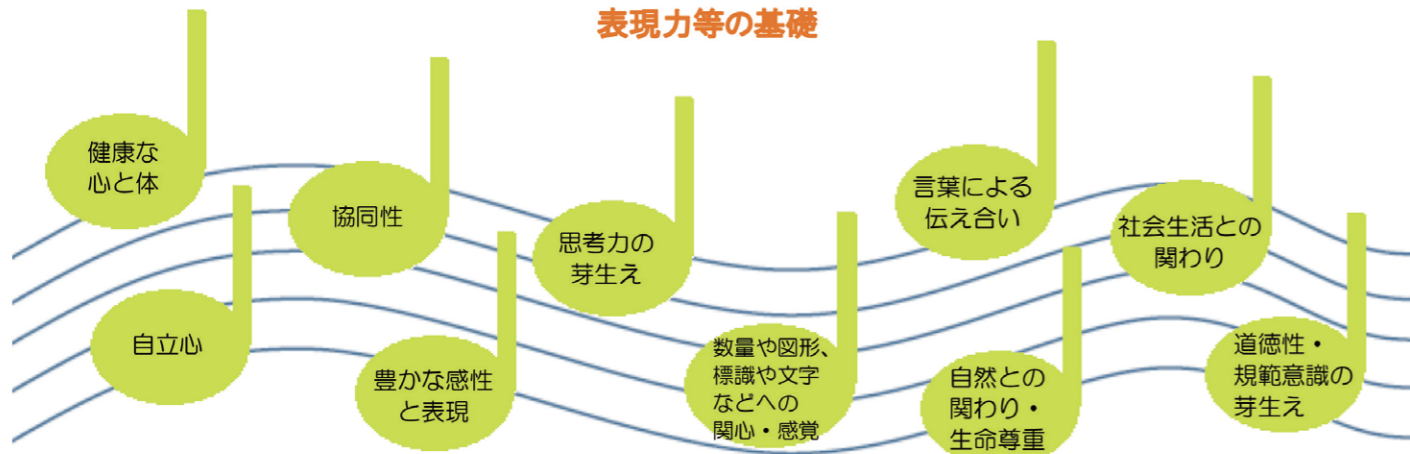 表現力等の基礎
健康な
心と体
自立心
協同性
豊かな感性
と表現
思考力の
芽生え
数量や図形、
標識や文字
などへの
関心・感覚
言葉による
伝え合い
自然との
関わり・
生命尊重
社会生活との
関わり
道徳性・
規範意識の
芽生え